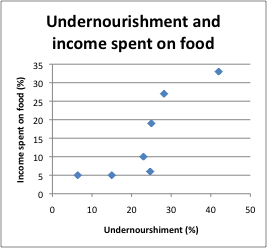 Undernourishment and
income spent on food
Income spent on food (%)
35
30
25
20
15
10
5
0
0 10 20 30 40 50
Undernourshiment (%)